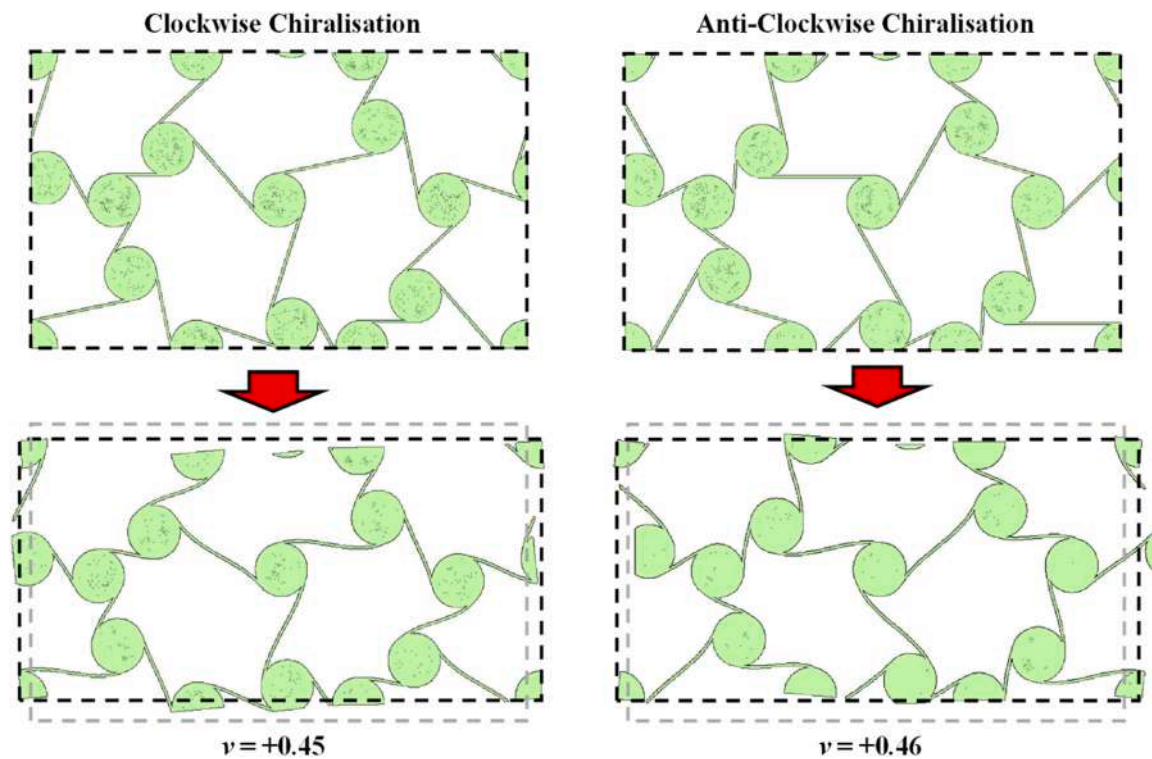 Clockwise Chiralisation
Anti-Clockwise Chiralisation
ν = +0.45
ν = +0.46